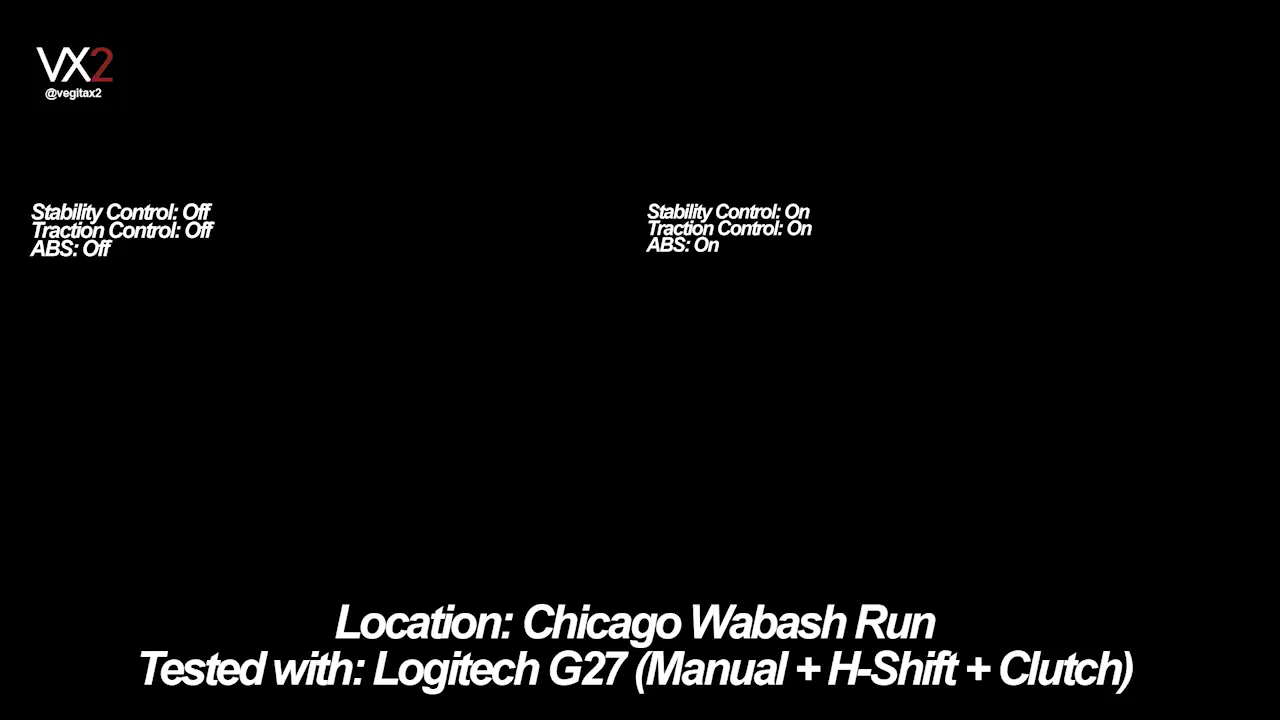 VX2
@vegitax2
Stability Control: Off
Traction Control: Off
ABS: Off
Stability Control: On
Traction Control: On
ABS: On
Location: Chicago Wabash Run
Tested with: Logitech G27 (Manual + H-Shift + Clutch)